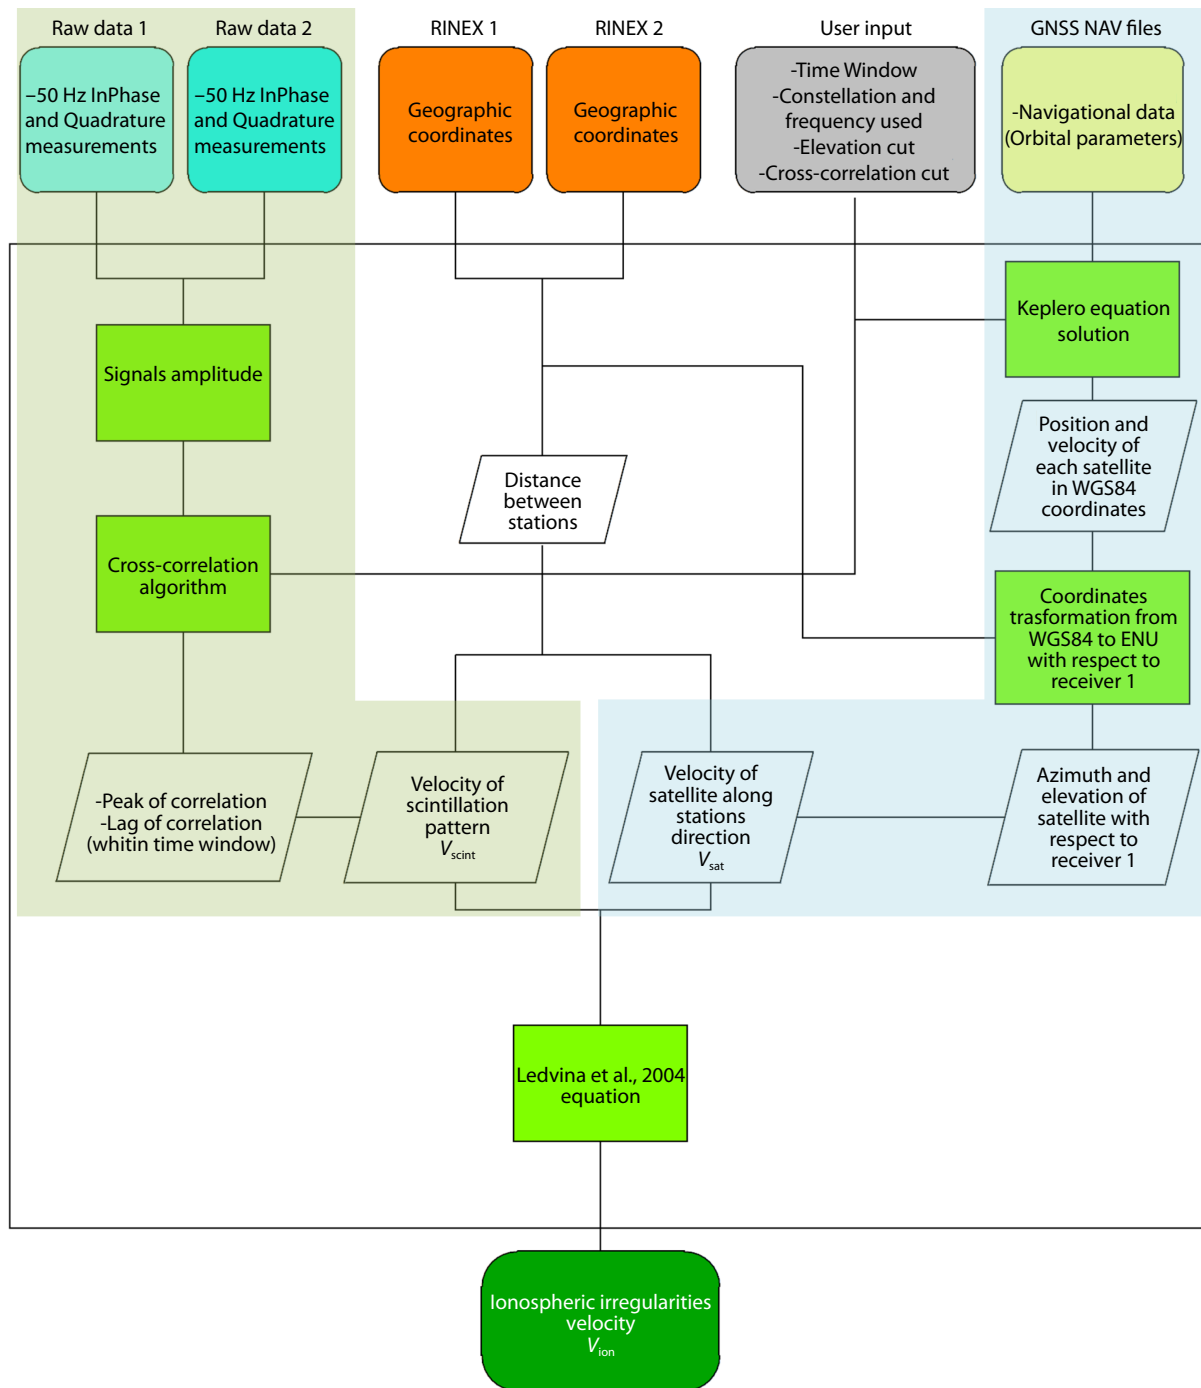 Raw data 1
Raw data 2
RINEX 1
RINEX 2
User input
GNSS NAV files
–50 Hz InPhase
and Quadrature
measurements
–50 Hz InPhase
and Quadrature
measurements
Geographic
coordinates
Geographic
coordinates
-Time Window
-Constellation and
frequency used
-Elevation cut
-Cross-correlation cut
-Navigational data
(Orbital parameters)
Signals amplitude
Keplero equation
solution
Position and
velocity of
each satellite
in WGS84
coordinates
Distance
between
stations
Cross-correlation
algorithm
Coordinates
trasformation from
WGS84 to ENU
with respect to
receiver 1
-Peak of correlation
-Lag of correlation
(whitin time window)
Velocity of
scintillation
pattern
Vscint
Velocity of
satellite along
stations
direction
Vsat
Azimuth and
elevation of
satellite with
respect to
receiver 1
Ledvina et al., 2004
equation
Ionospheric irregularities
velocity
Vion